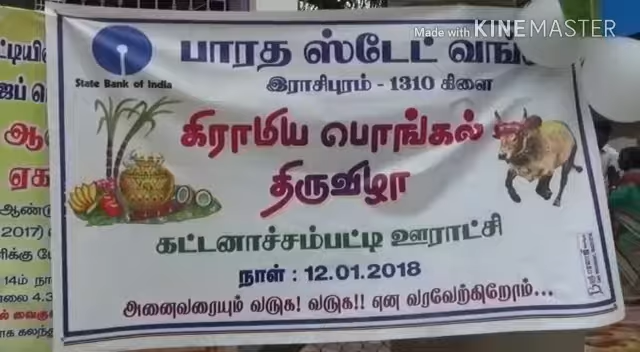 Made with KINEMASTER
பாரத ஸ்டேட்
State Bank of India
இராசிபுரம் - 1310 கிளை
கிராமிய பொங்கல்
திருவிழா
கட்டனாச்சம்பட்டி ஊராட்சி
நாள் : 12.01.2018
அனைவரையும் வருக! வருக!! என வரவேற்கிறோம்...
2017)